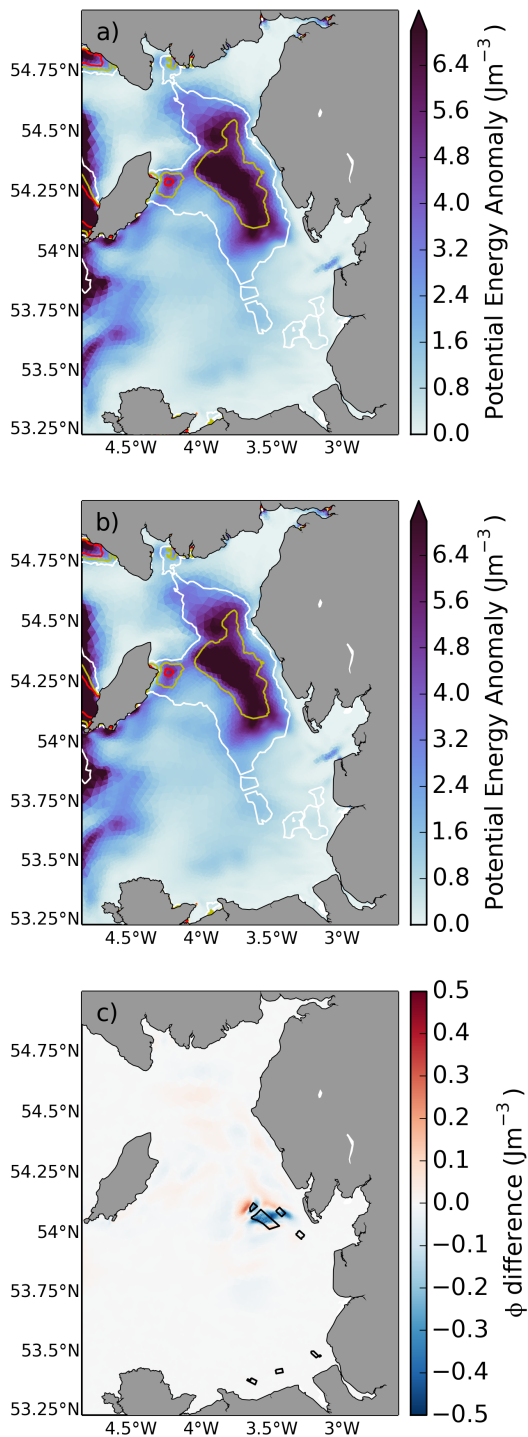 a)
54.75°N
54.5°N
54.25°N
54°N
53.75°N
53.5°N
53.25°N
4.5°W
4°W
3.5°W
3°W
6.4
5.6
4.8
4.0
3.2
2.4
1.6
0.8
0.0
Potential Energy Anomaly (Jm⁻³)
b)
54.75°N
54.5°N
54.25°N
54°N
53.75°N
53.5°N
53.25°N
4.5°W
4°W
3.5°W
3°W
6.4
5.6
4.8
4.0
3.2
2.4
1.6
0.8
0.0
Potential Energy Anomaly (Jm⁻³)
c)
54.75°N
54.5°N
54.25°N
54°N
53.75°N
53.5°N
53.25°N
4.5°W
4°W
3.5°W
3°W
0.5
0.4
0.3
0.2
0.1
0.0
−0.1
−0.2
−0.3
−0.4
−0.5
ϕ difference (Jm⁻³)